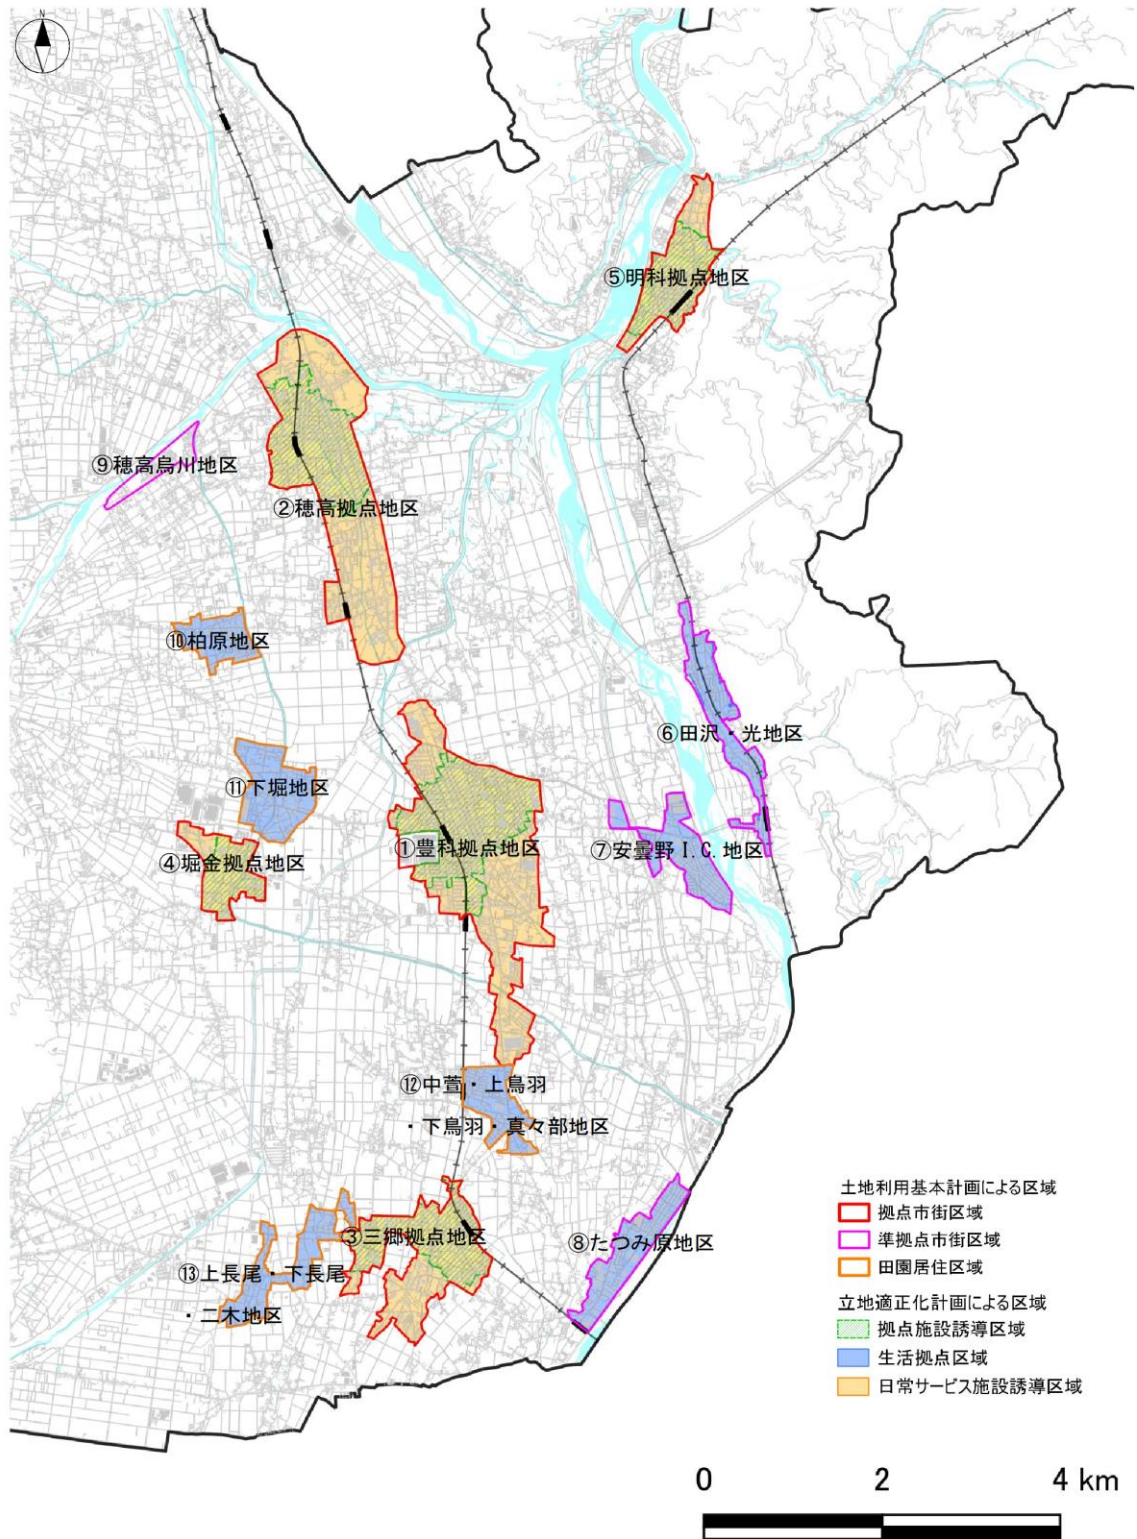 N
⑤明科拠点地区
⑨穂高烏川地区
②穂高拠点地区
⑩柏原地区
⑥田沢・光地区
⑪下堀地区
①豊科拠点地区
⑦安曇野I.C.地区
④堀金拠点地区
⑫中萱・上鳥羽
・下鳥羽・真々部地区
③三郷拠点地区
⑧たつみ原地区
⑬上長尾・下長尾
・二木地区
土地利用基本計画による区域
拠点市街区域
準拠点市街区域
田園居住区域
立地適正化計画による区域
拠点施設誘導区域
生活拠点区域
日常サービス施設誘導区域
0 2 4 km